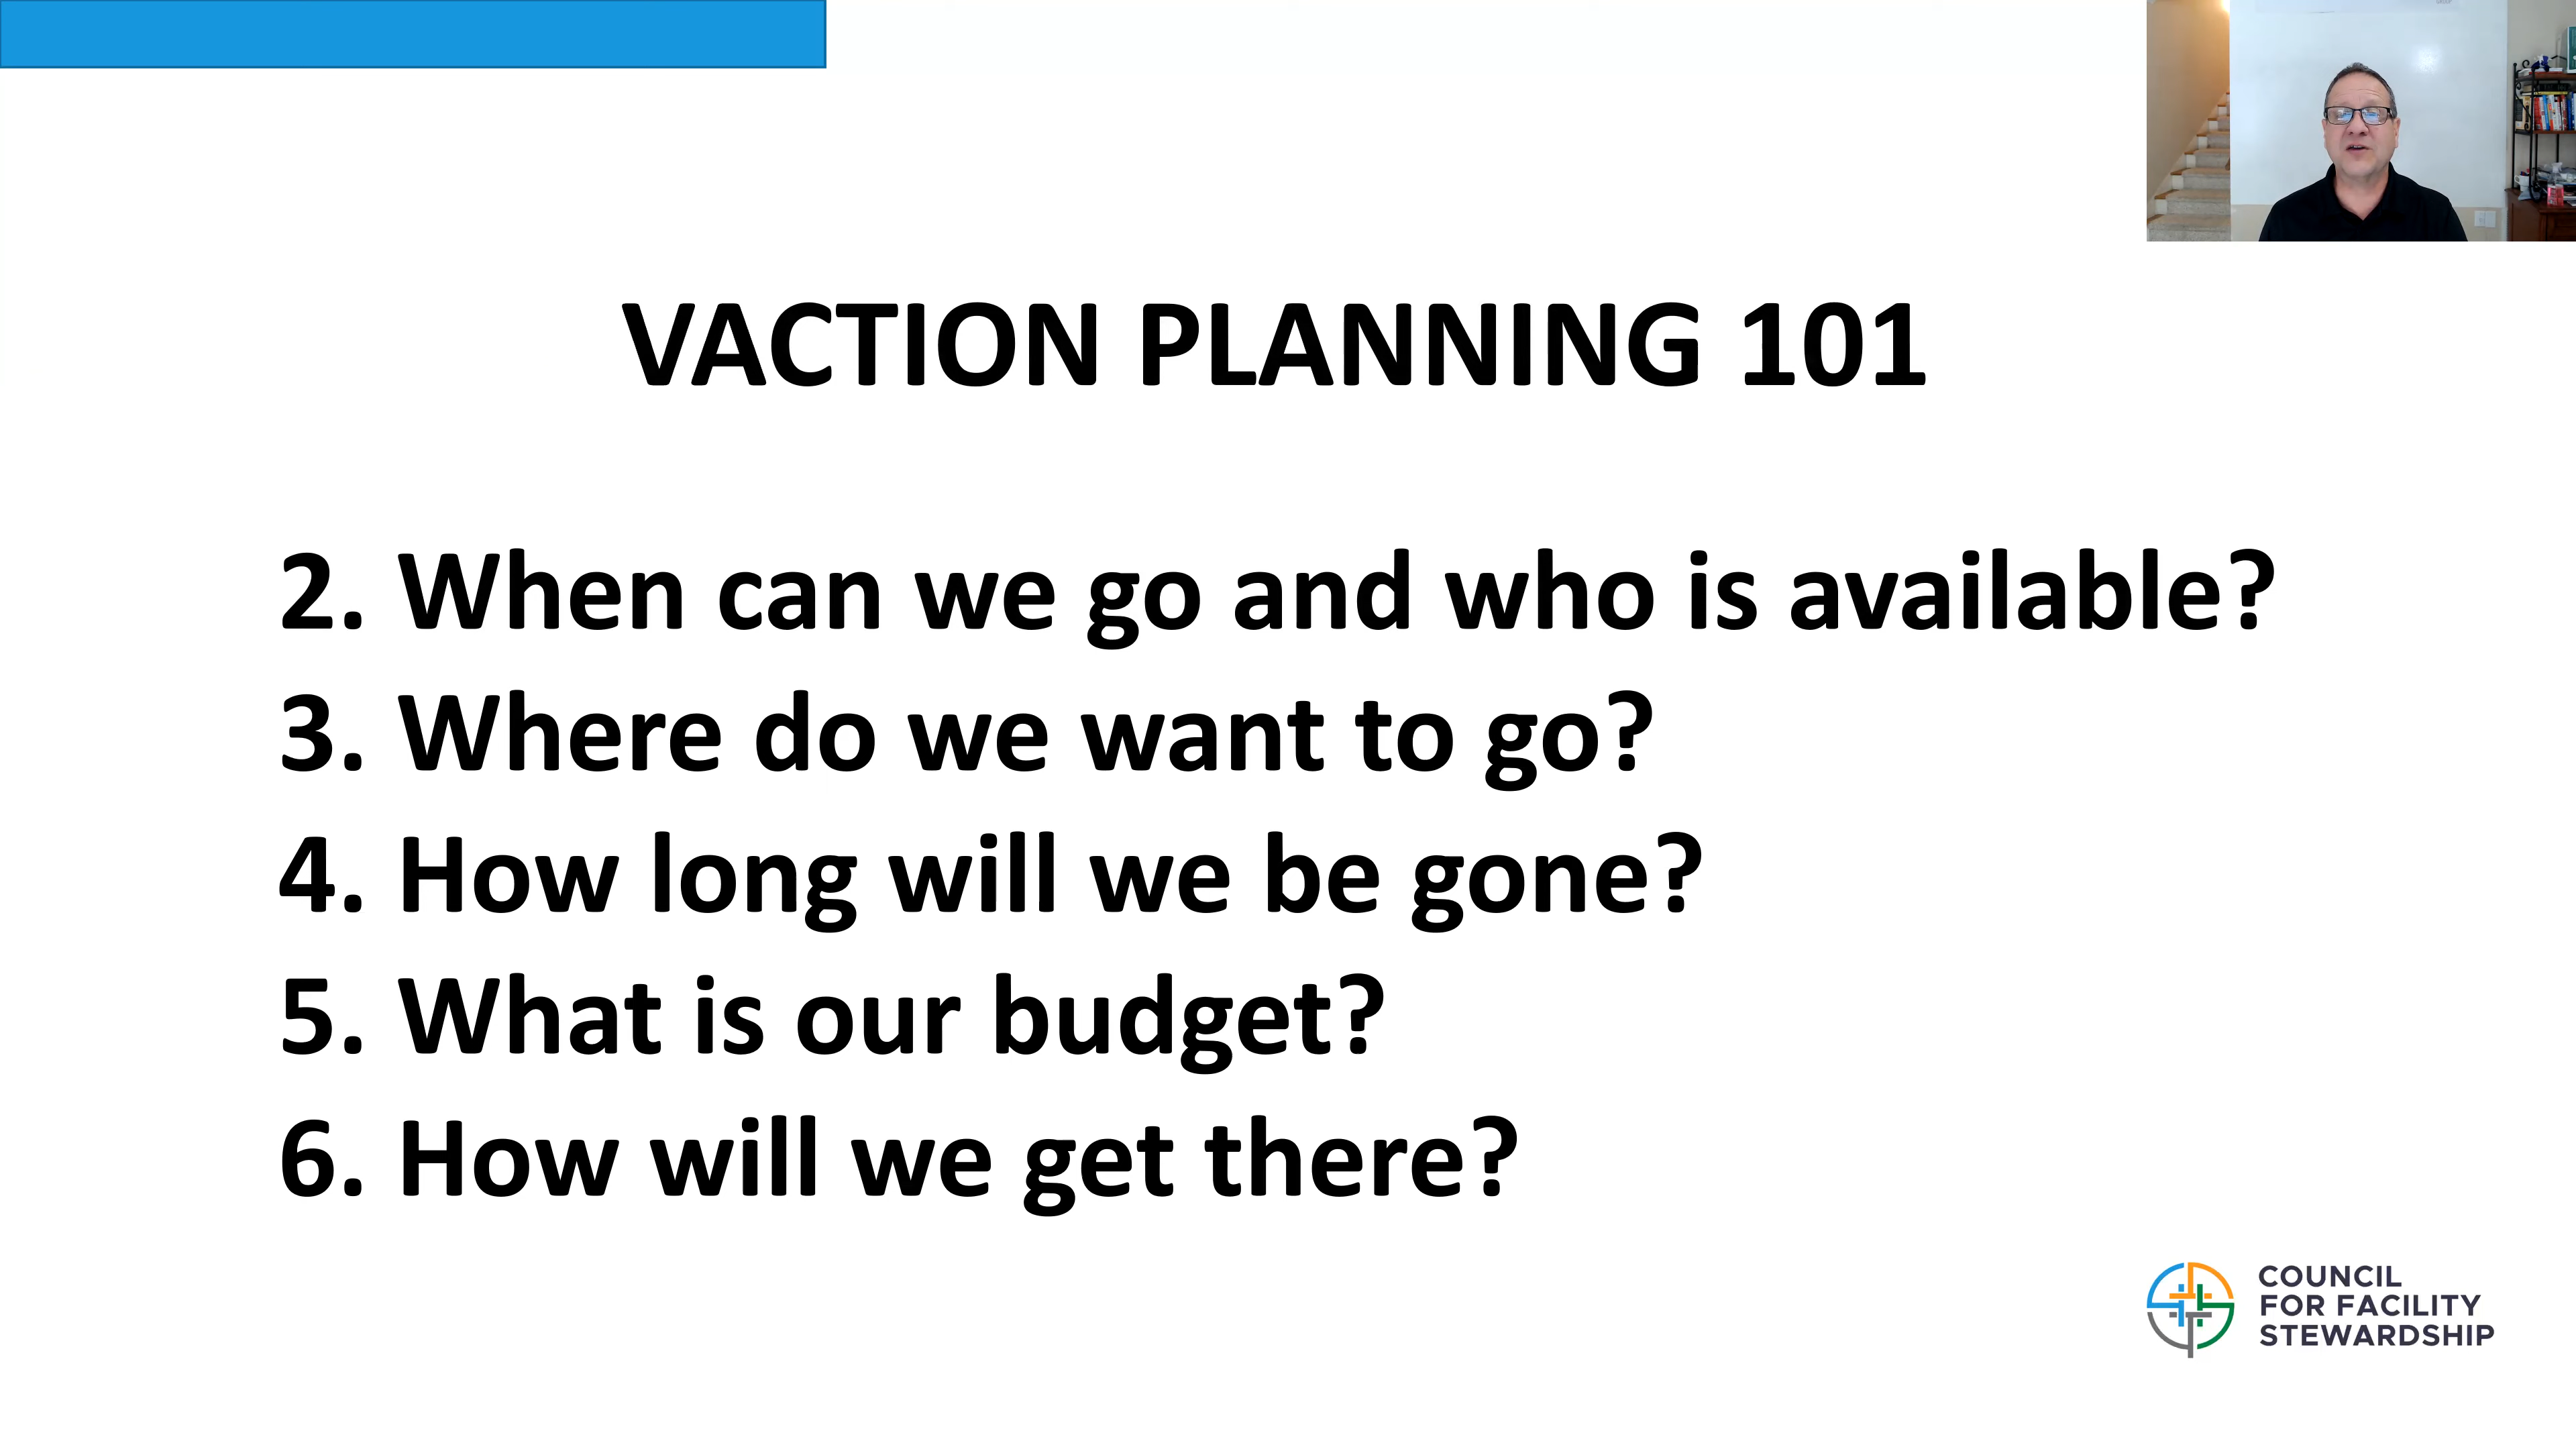 VACTION PLANNING 101
2. When can we go and who is available?
3. Where do we want to go?
4. How long will we be gone?
5. What is our budget?
6. How will we get there?
COUNCIL
FOR FACILITY
STEWARDSHIP